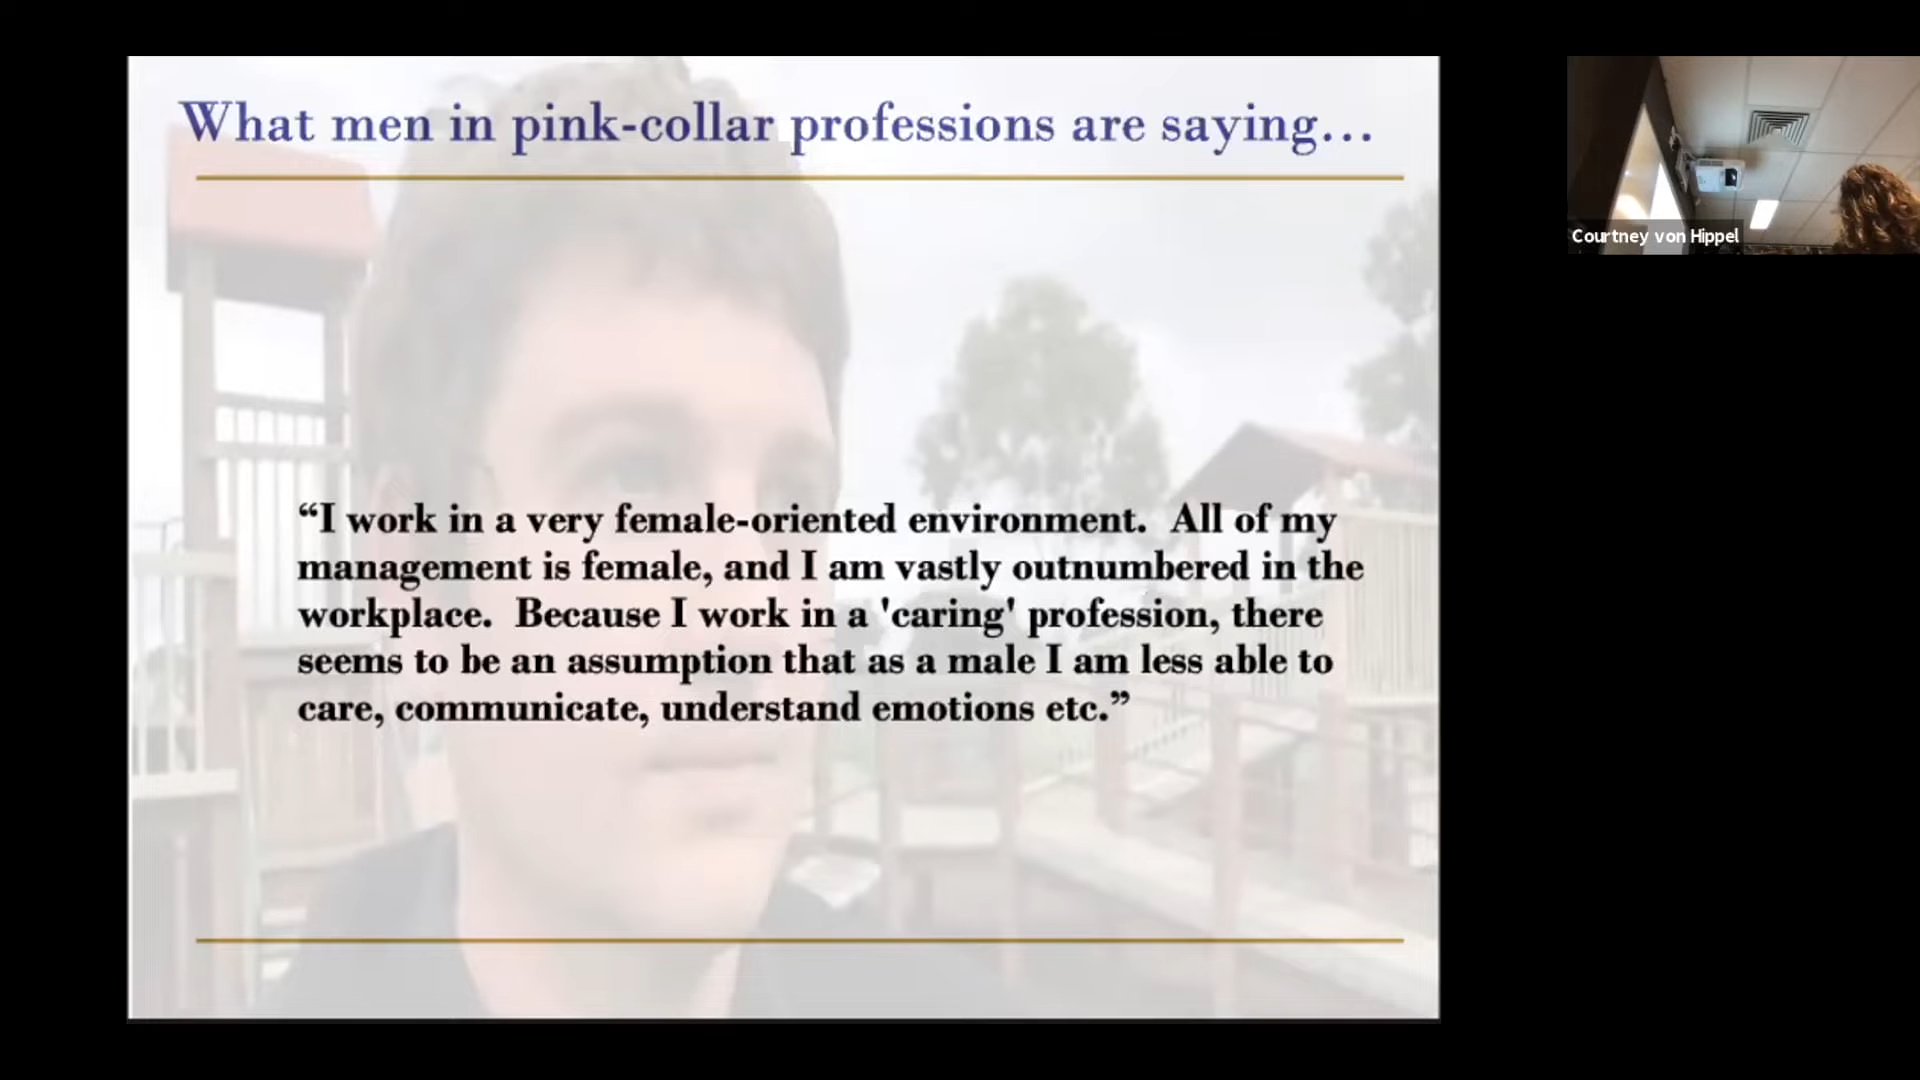 What men in pink-collar professions are saying…
“I work in a very female-oriented environment.  All of my
management is female, and I am vastly outnumbered in the
workplace.  Because I work in a 'caring' profession, there
seems to be an assumption that as a male I am less able to
care, communicate, understand emotions etc.”
Courtney von Hippel